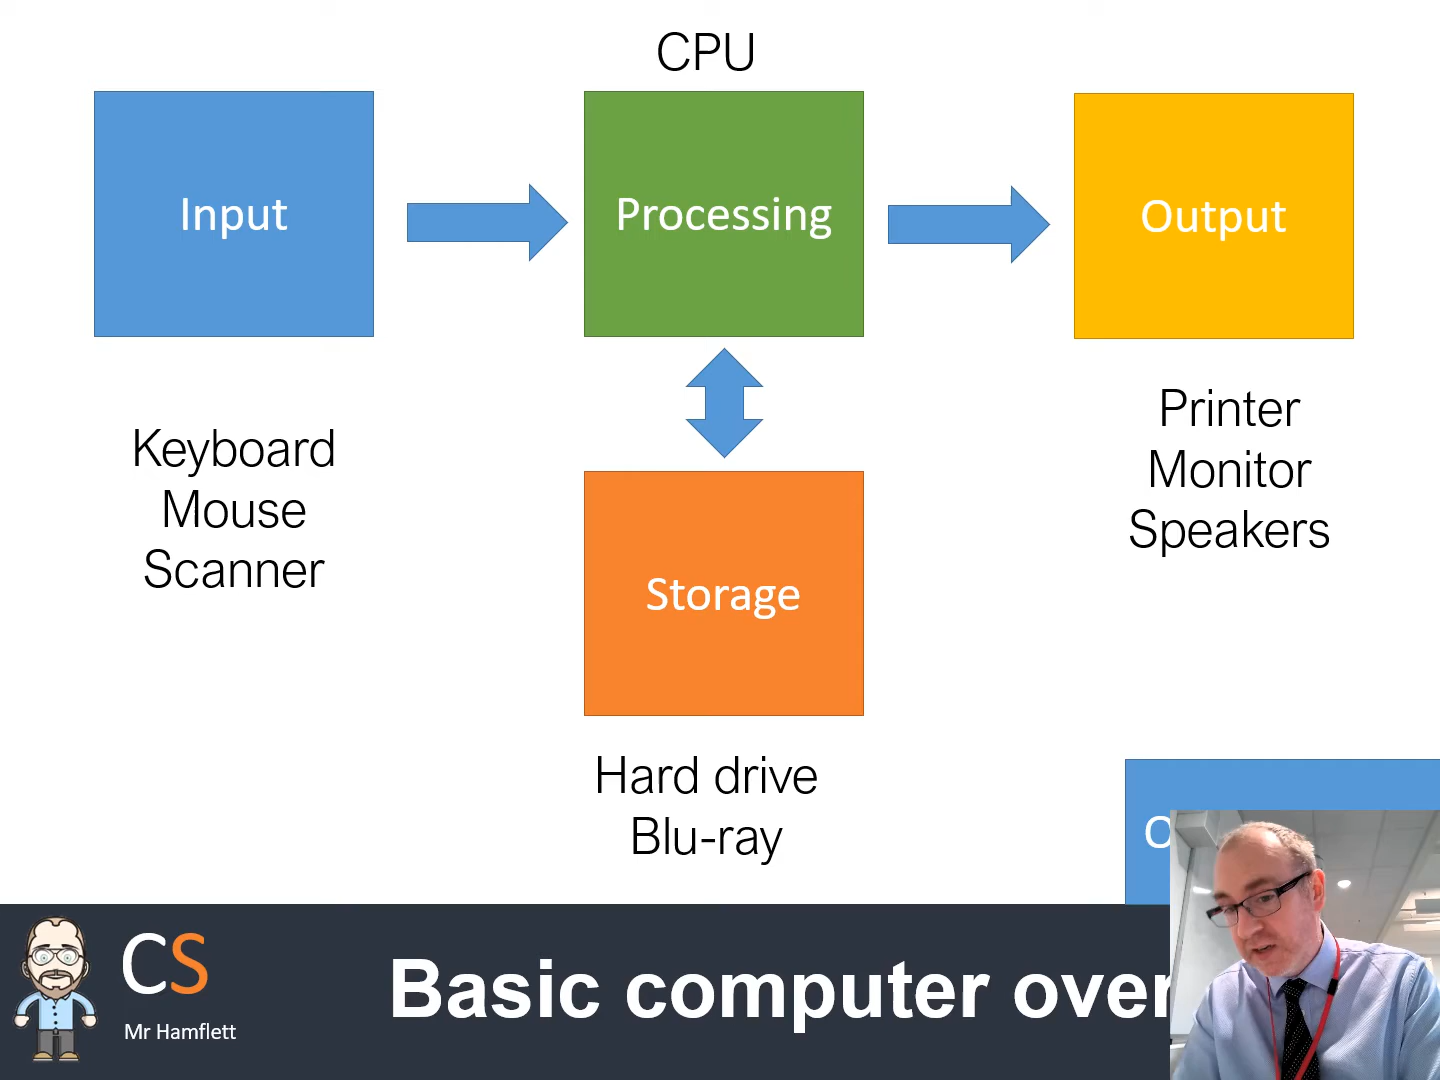 CPU
Input
Processing
Output
Keyboard
Mouse
Scanner
Printer
Monitor
Speakers
Storage
Hard drive
Blu-ray
CS
Mr Hamflett
Basic computer